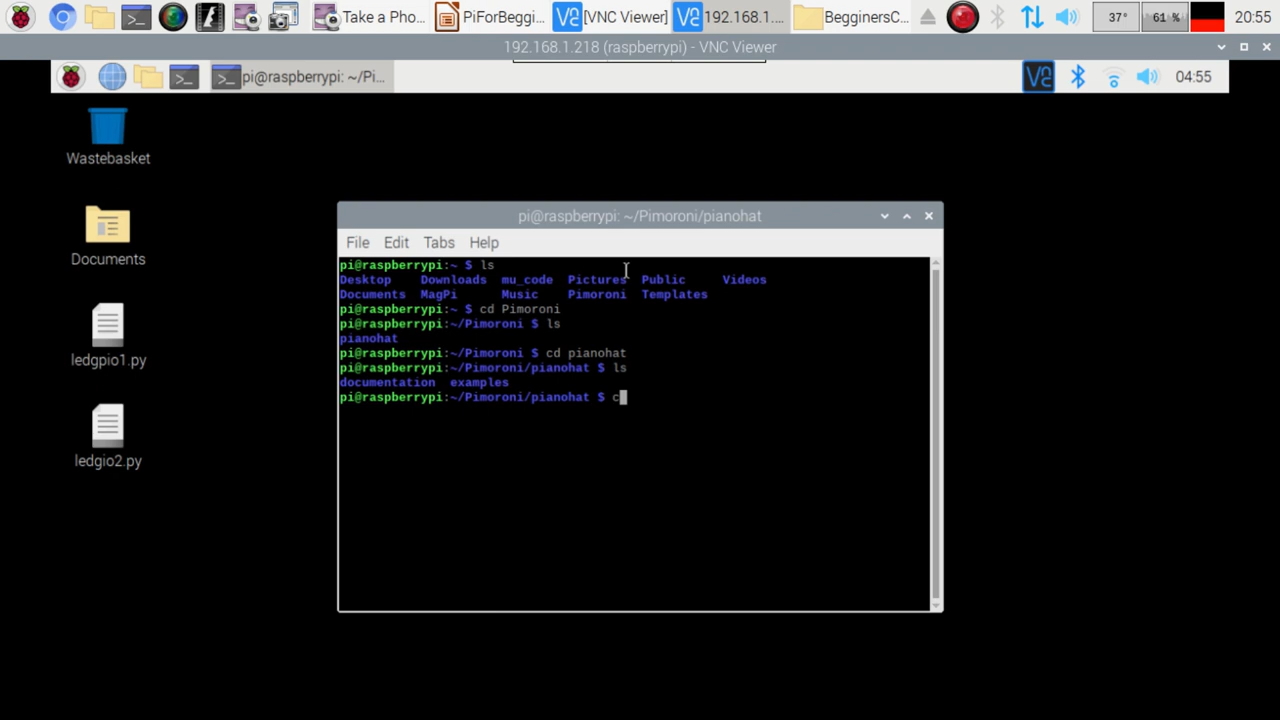 Take a Pho...
PiForBeggi...
[VNC Viewer]
192.168.1....
BegginersC...
37°
61 %
20:55
192.168.1.218 (raspberrypi) - VNC Viewer
pi@raspberrypi: ~/Pi...
04:55
Wastebasket
Documents
ledgpio1.py
ledgio2.py
pi@raspberrypi: ~/Pimoroni/pianohat
File Edit Tabs Help
pi@raspberrypi:~ $ ls
Desktop Downloads mu_code Pictures Public Videos
Documents MagPi Music Pimoroni Templates
pi@raspberrypi:~ $ cd Pimoroni
pi@raspberrypi:~/Pimoroni $ ls
pianohat
pi@raspberrypi:~/Pimoroni $ cd pianohat
pi@raspberrypi:~/Pimoroni/pianohat $ ls
documentation examples
pi@raspberrypi:~/Pimoroni/pianohat $ c